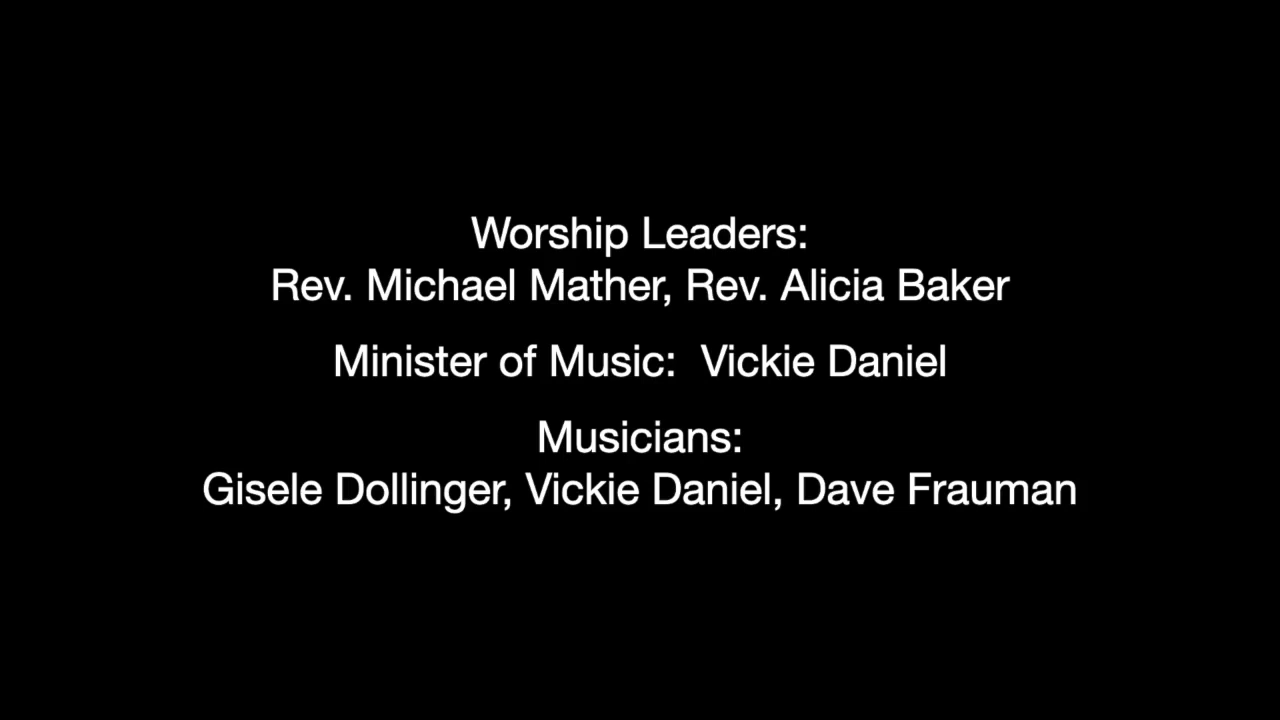 Worship Leaders:
Rev. Michael Mather, Rev. Alicia Baker
Minister of Music:  Vickie Daniel
Musicians:
Gisele Dollinger, Vickie Daniel, Dave Frauman